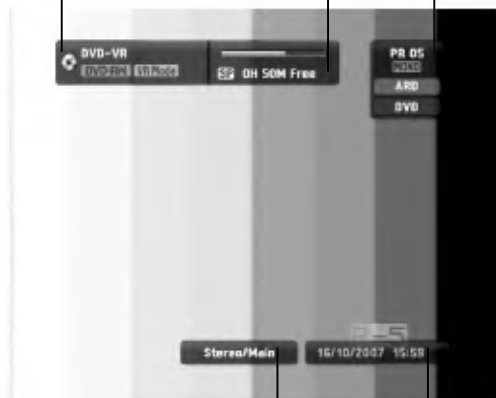 DVD-VR
DVD-RW VR Mode
SP 0H 50M Free
PR 05
MONO
ARD
DVD
-5
Stereo/Main
16/10/2007 15:59